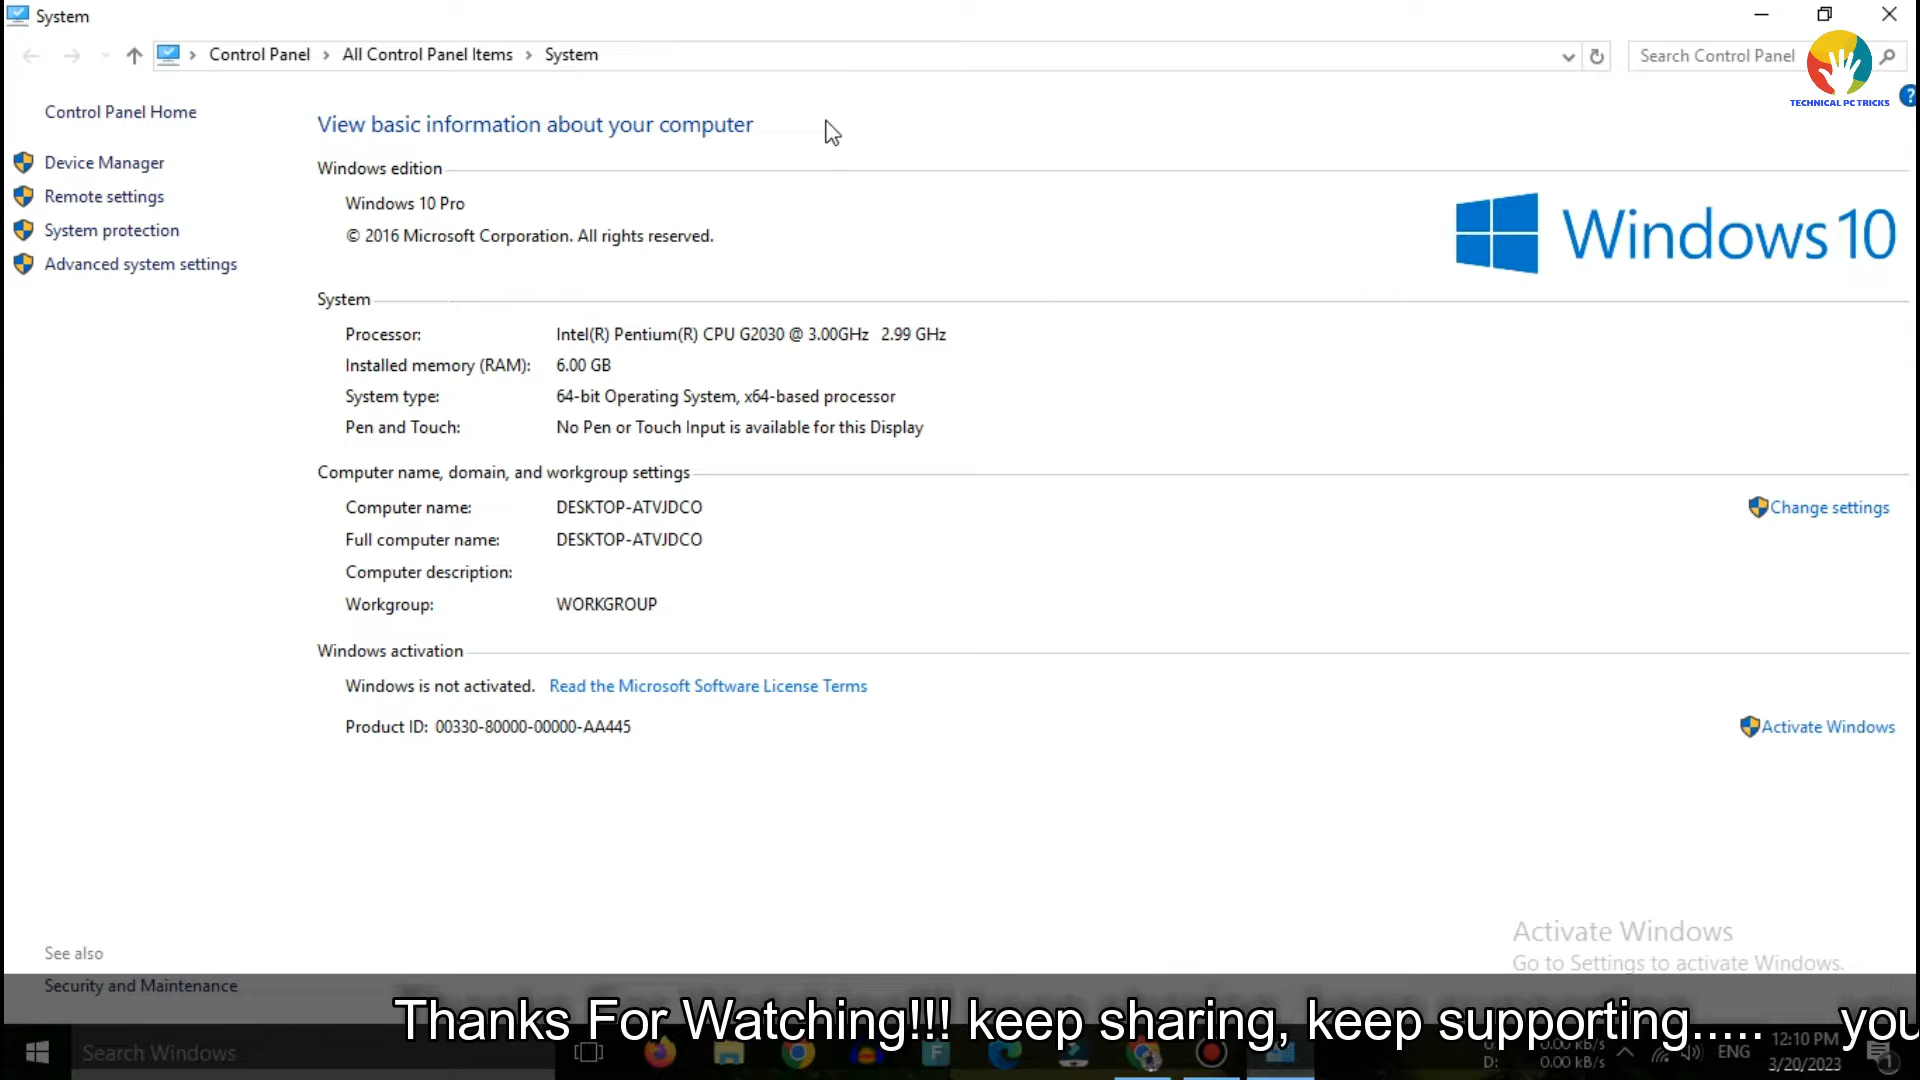 System
Control Panel
All Control Panel Items
System
Search Control Panel
TECHNICAL PC TRICKS
?
Control Panel Home
Device Manager
Remote settings
System protection
Advanced system settings
View basic information about your computer
Windows edition
Windows 10 Pro
© 2016 Microsoft Corporation. All rights reserved.
Windows 10
System
Processor: Intel(R) Pentium(R) CPU G2030 @ 3.00GHz 2.99 GHz
Installed memory (RAM): 6.00 GB
System type: 64-bit Operating System, x64-based processor
Pen and Touch: No Pen or Touch Input is available for this Display
Computer name, domain, and workgroup settings
Computer name: DESKTOP-ATVJDCO
Change settings
Full computer name: DESKTOP-ATVJDCO
Computer description:
Workgroup: WORKGROUP
Windows activation
Windows is not activated. Read the Microsoft Software License Terms
Product ID: 00330-80000-00000-AA445
Activate Windows
Activate Windows
Go to Settings to activate Windows.
See also
Security and Maintenance
Thanks For Watching!!! keep sharing, keep supporting..... you
Search Windows
F
U: 0.00 kB/s
D: 0.00 kB/s
ENG
12:10 PM
3/20/2023
1